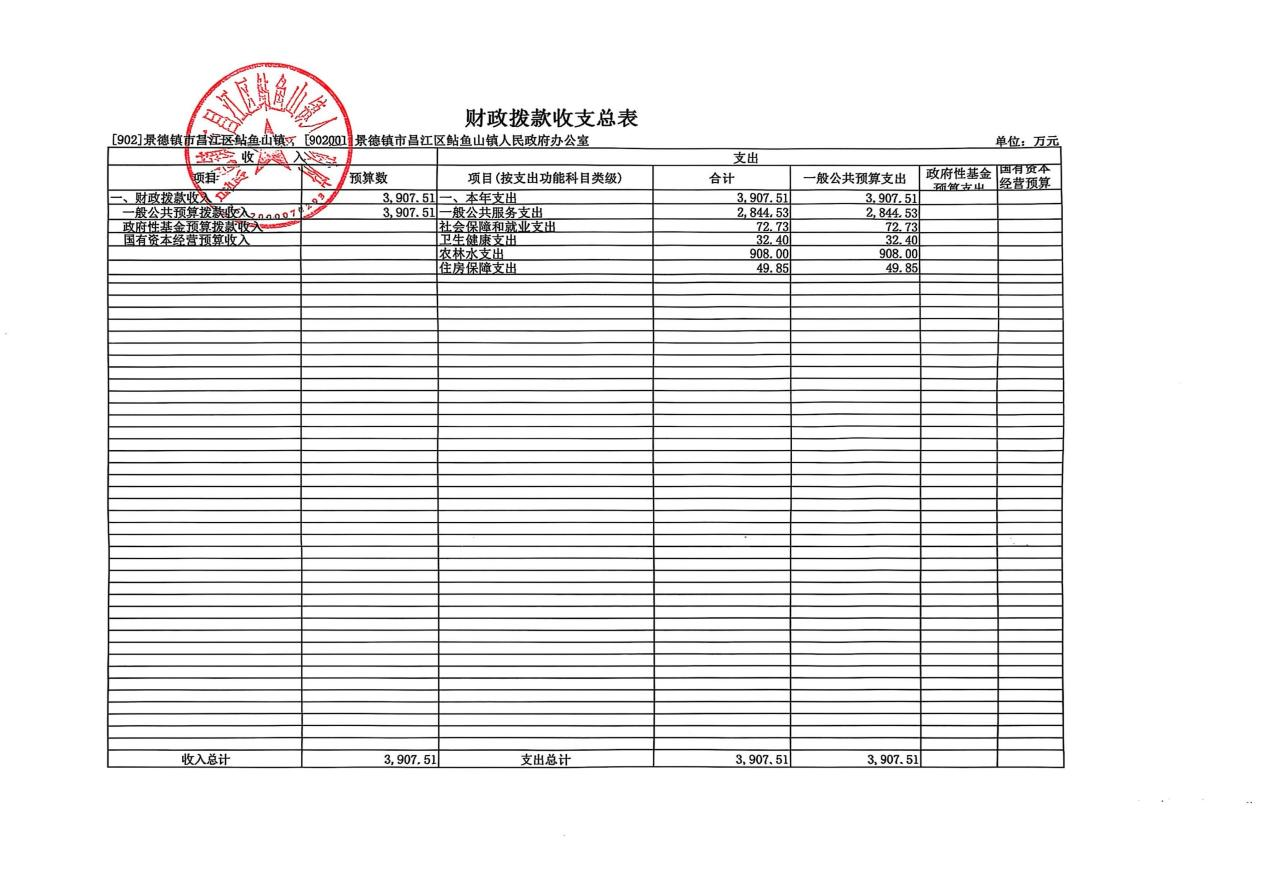 财政拨款收支总表
[902]景德镇市昌江区鲇鱼山镇 [902001]景德镇市昌江区鲇鱼山镇人民政府办公室 单位：万元
收 入 支出
项目 预算数 项目(按支出功能科目类级) 合计 一般公共预算支出 政府性基金预算支出 国有资本经营预算
一、财政拨款收入 3,907.51 一、本年支出 3,907.51 3,907.51
一般公共预算拨款收入 3,907.51 一般公共服务支出 2,844.53 2,844.53
政府性基金预算拨款收入 社会保障和就业支出 72.73 72.73
国有资本经营预算收入 卫生健康支出 32.40 32.40
农林水支出 908.00 908.00
住房保障支出 49.85 49.85
收入总计 3,907.51 支出总计 3,907.51 3,907.51